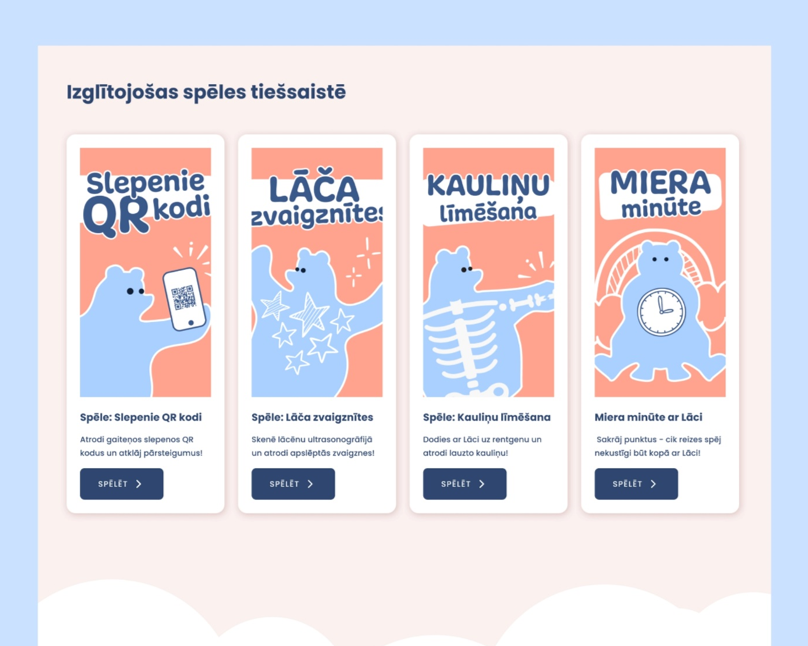 Izglītojošas spēles tiešsaistē
Slepenie
QR kodi
LĀČA
zvaigznītes
KAULIŅU
līmēšana
MIERA
minūte
Spēle: Slepenie QR kodi
Atrodi gaiteņos slepenos QR
kodus un atklāj pārsteigumus!
SPĒLĒT
Spēle: Lāča zvaigznītes
Skenē lācēnu ultrasonogrāfijā
un atrodi apslēptās zvaigznes!
SPĒLĒT
Spēle: Kauliņu līmēšana
Dodies ar Lāci uz rentgenu un
atrodi lauzto kauliņu!
SPĒLĒT
Miera minūte ar Lāci
Sakrāj punktus - cik reizes spēj
nekustīgi būt kopā ar Lāci!
SPĒLĒT